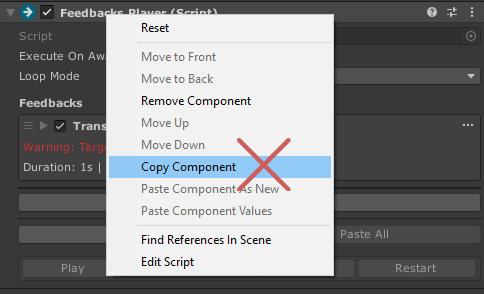 Feedbacks Player (Script)
Script
Reset
Execute On Awa
Move to Front
Loop Mode
Move to Back
Feedbacks
Remove Component
Move Up
Trans
Move Down
Warning: Targe
Copy Component
Duration: 1s |
Paste Component As New
Paste Component Values
Paste All
Find References In Scene
Edit Script
Play
Restart